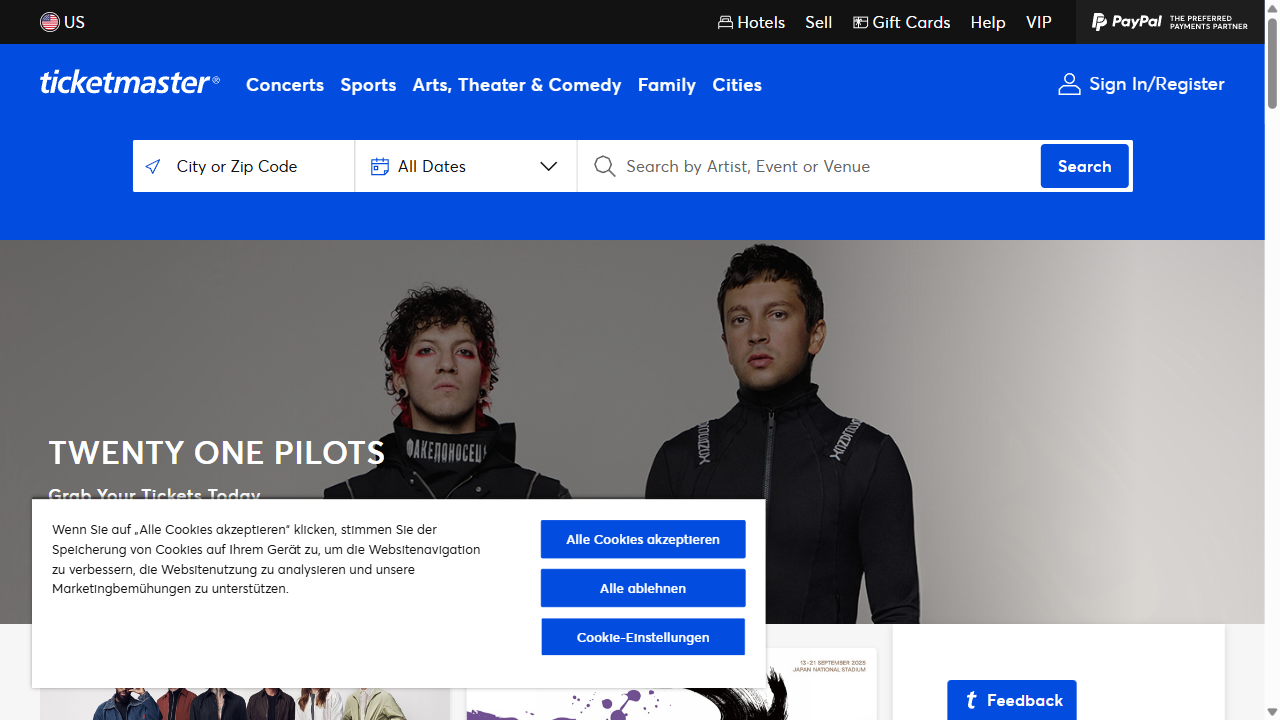 US
Hotels
Sell
Gift Cards
Help
VIP
PayPal
THE PREFERRED
PAYMENTS PARTNER
ticketmaster®
Concerts
Sports
Arts, Theater & Comedy
Family
Cities
Sign In/Register
City or Zip Code
All Dates
Search by Artist, Event or Venue
Search
ФАКЕЛОНОСЕЦ
TWENTY ONE PILOTS
Grab Your Tickets Today
Wenn Sie auf „Alle Cookies akzeptieren“ klicken, stimmen Sie der
Speicherung von Cookies auf Ihrem Gerät zu, um die Websitenavigation
zu verbessern, die Websitenutzung zu analysieren und unsere
Marketingbemühungen zu unterstützen.
Alle Cookies akzeptieren
Alle ablehnen
Cookie-Einstellungen
13-21 SEPTEMBER 2025
JAPAN NATIONAL STADIUM
t Feedback